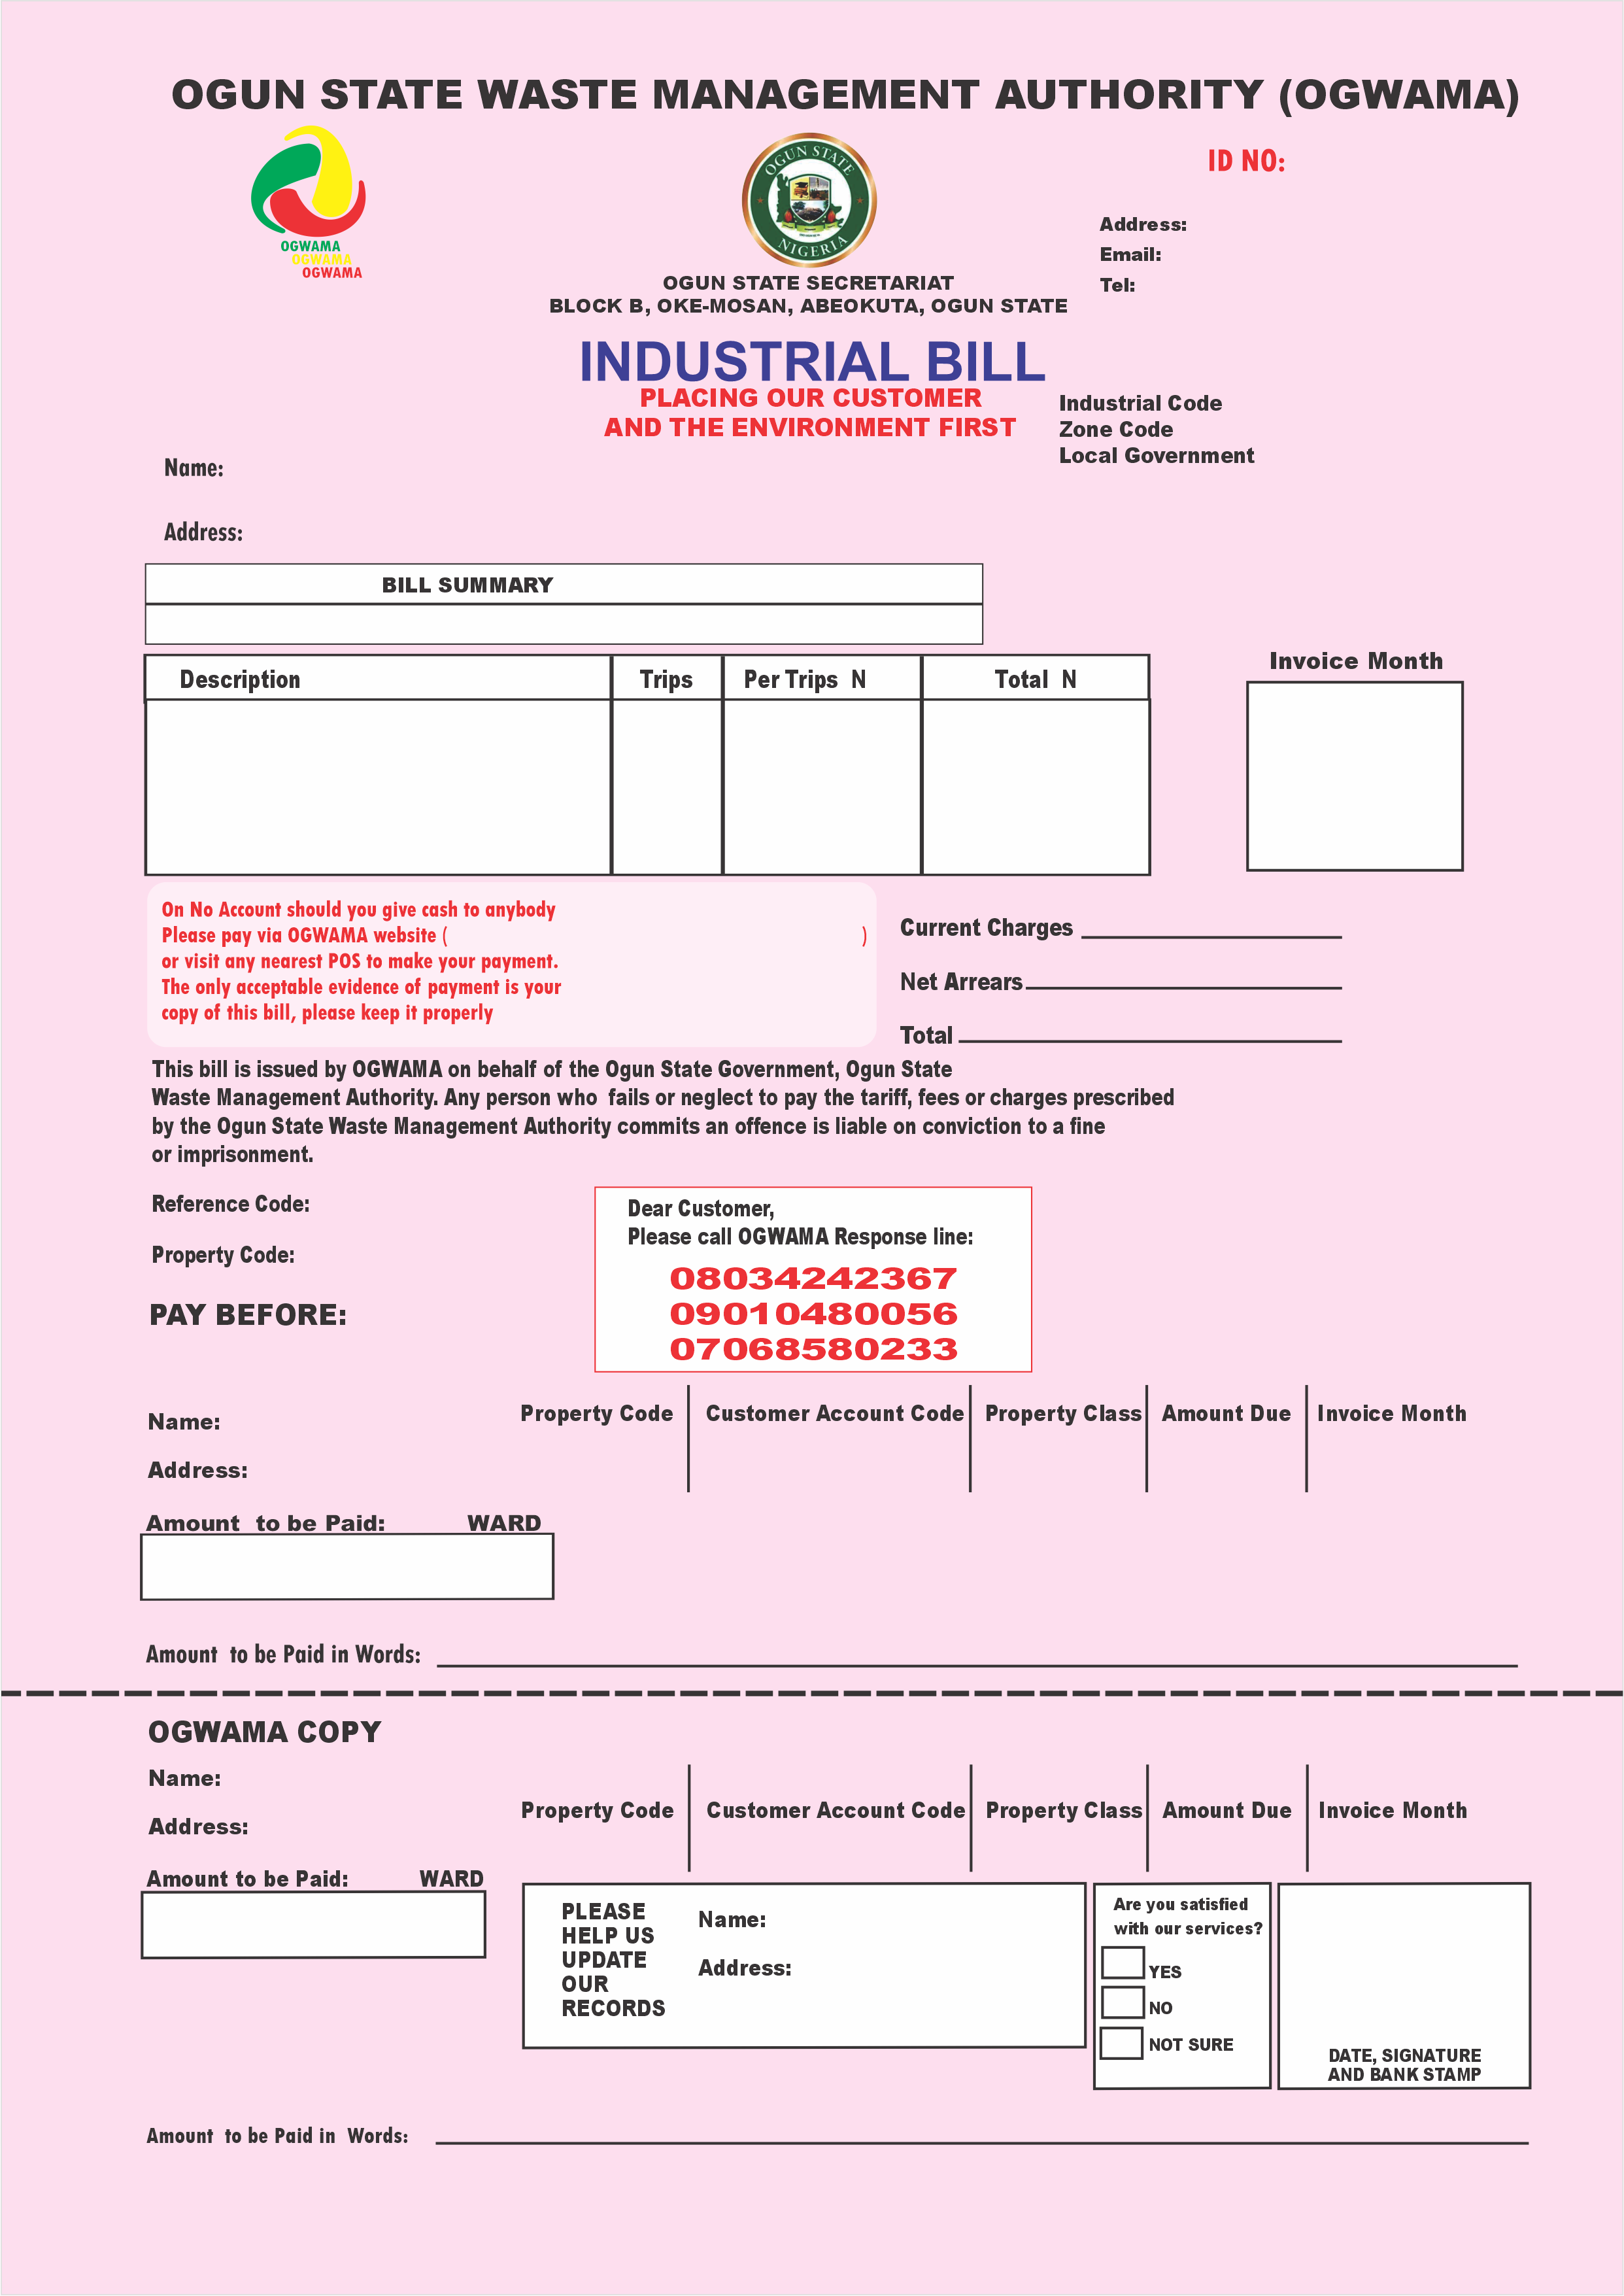 OGUN STATE WASTE MANAGEMENT AUTHORITY (OGWAMA)
OGWAMA
OGWAMA
OGWAMA
OGUN STATE
NIGERIA
OGUN STATE SECRETARIAT
BLOCK B, OKE-MOSAN, ABEOKUTA, OGUN STATE
ID NO:
Address:
Email:
Tel:
INDUSTRIAL BILL
PLACING OUR CUSTOMER
AND THE ENVIRONMENT FIRST
Industrial Code
Zone Code
Local Government
Name:
Address:
BILL SUMMARY
Description Trips Per Trips N Total N
Invoice Month
On No Account should you give cash to anybody
Please pay via OGWAMA website ( )
or visit any nearest POS to make your payment.
The only acceptable evidence of payment is your
copy of this bill, please keep it properly
Current Charges
Net Arrears
Total
This bill is issued by OGWAMA on behalf of the Ogun State Government, Ogun State
Waste Management Authority. Any person who fails or neglect to pay the tariff, fees or charges prescribed
by the Ogun State Waste Management Authority commits an offence is liable on conviction to a fine
or imprisonment.
Reference Code:
Property Code:
PAY BEFORE:
Dear Customer,
Please call OGWAMA Response line:
08034242367
09010480056
07068580233
Name:
Address:
Property Code Customer Account Code Property Class Amount Due Invoice Month
Amount to be Paid: WARD
Amount to be Paid in Words:
OGWAMA COPY
Name:
Address:
Property Code Customer Account Code Property Class Amount Due Invoice Month
Amount to be Paid: WARD
PLEASE
HELP US
UPDATE
OUR
RECORDS
Name:
Address:
Are you satisfied
with our services?
YES
NO
NOT SURE
DATE, SIGNATURE
AND BANK STAMP
Amount to be Paid in Words: